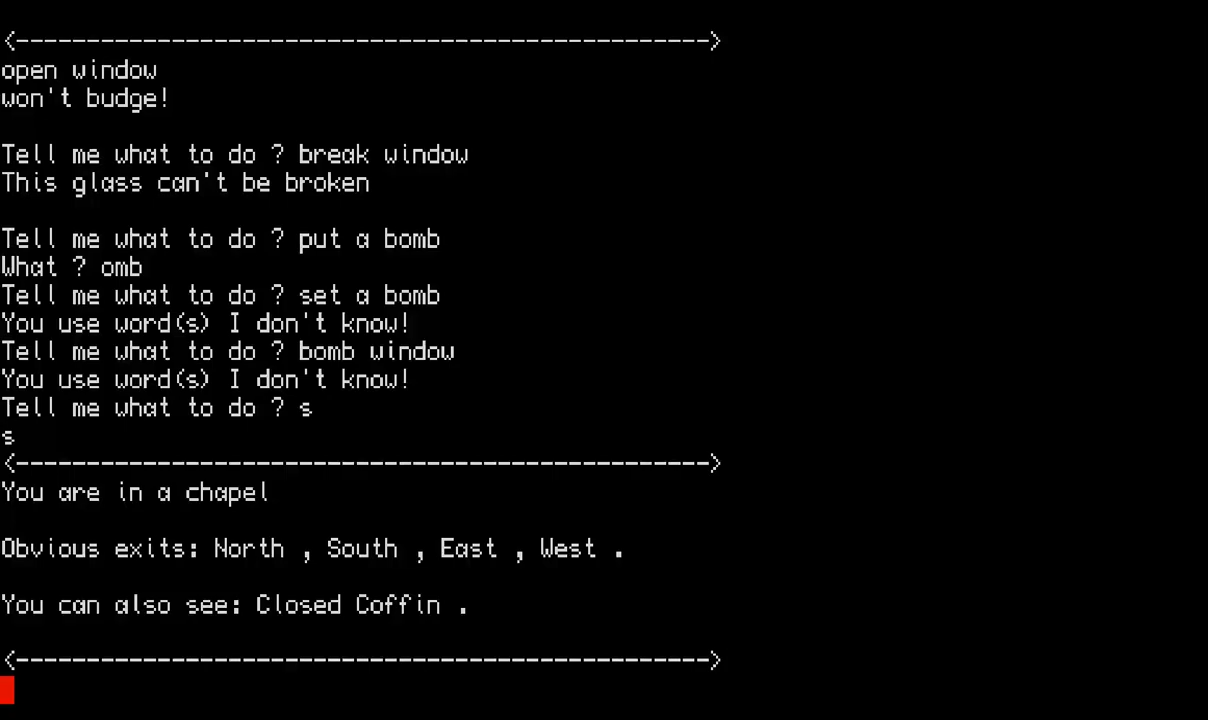 <------------------------------------------------->
open window
won't budge!
Tell me what to do ? break window
This glass can't be broken
Tell me what to do ? put a bomb
What ? omb
Tell me what to do ? set a bomb
You use word(s) I don't know!
Tell me what to do ? bomb window
You use word(s) I don't know!
Tell me what to do ? s
s
<------------------------------------------------->
You are in a chapel
Obvious exits: North , South , East , West .
You can also see: Closed Coffin .
<------------------------------------------------->